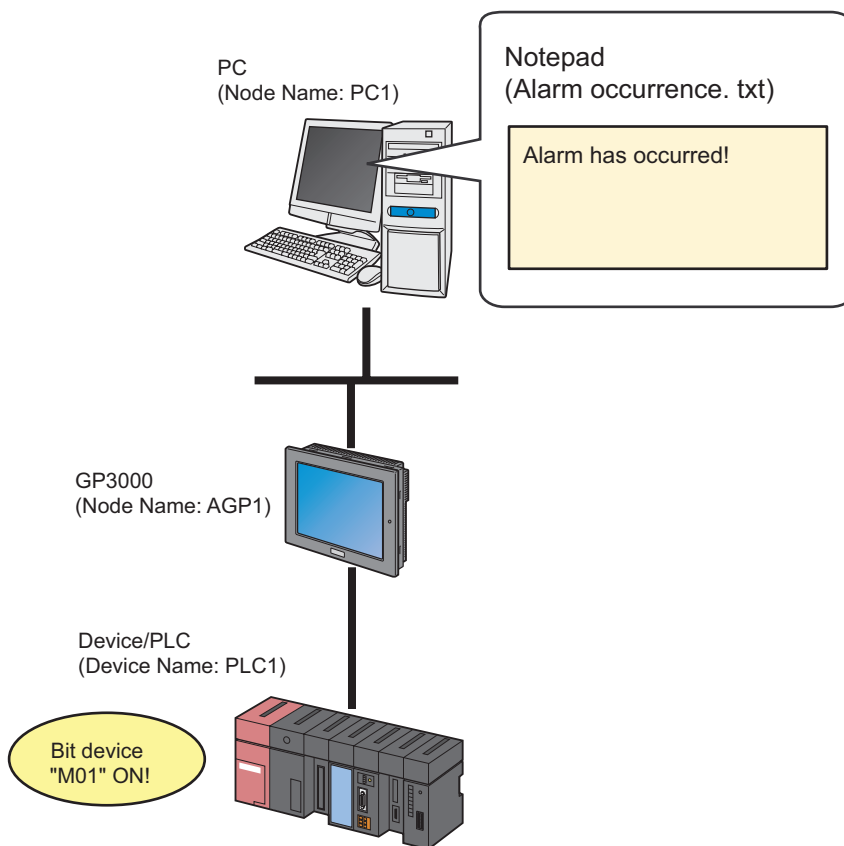 PC
(Node Name: PC1)
Notepad
(Alarm occurrence. txt)
Alarm has occurred!
GP3000
(Node Name: AGP1)
Device/PLC
(Device Name: PLC1)
Bit device
"M01" ON!